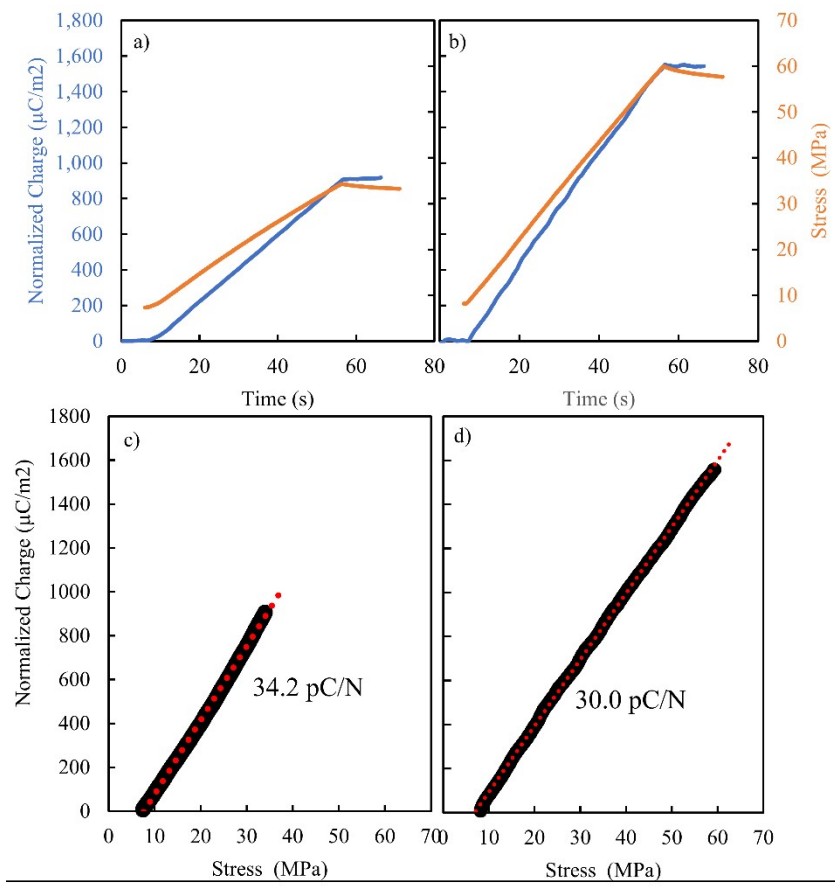 a)
b)
1,800
1,600
1,400
1,200
1,000
800
600
400
200
0
Normalized Charge (µC/m2)
70
60
50
40
30
20
10
0
Stress (MPa)
0 20 40 60 80
0 20 40 60 80
Time (s)
Time (s)
c)
d)
1800
1600
1400
1200
1000
800
600
400
200
0
Normalized Charge (µC/m2)
34.2 pC/N
30.0 pC/N
0 10 20 30 40 50 60 70
0 10 20 30 40 50 60 70
Stress (MPa)
Stress (MPa)